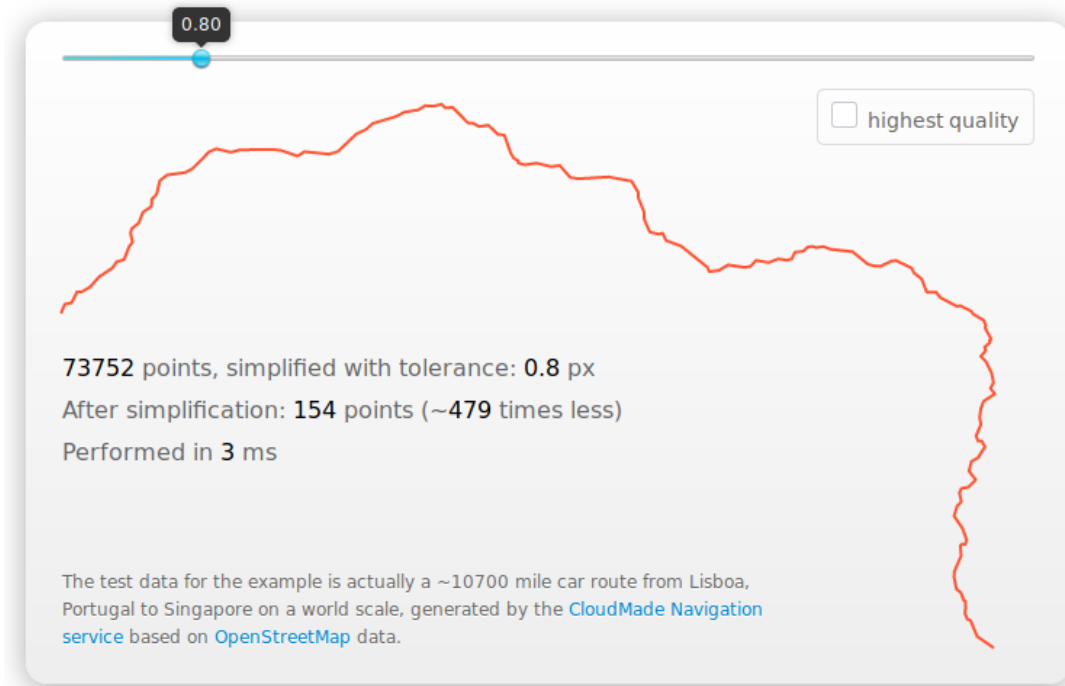 0.80
highest quality
73752 points, simplified with tolerance: 0.8 px
After simplification: 154 points (~479 times less)
Performed in 3 ms
The test data for the example is actually a ~10700 mile car route from Lisboa,
Portugal to Singapore on a world scale, generated by the CloudMade Navigation
service based on OpenStreetMap data.